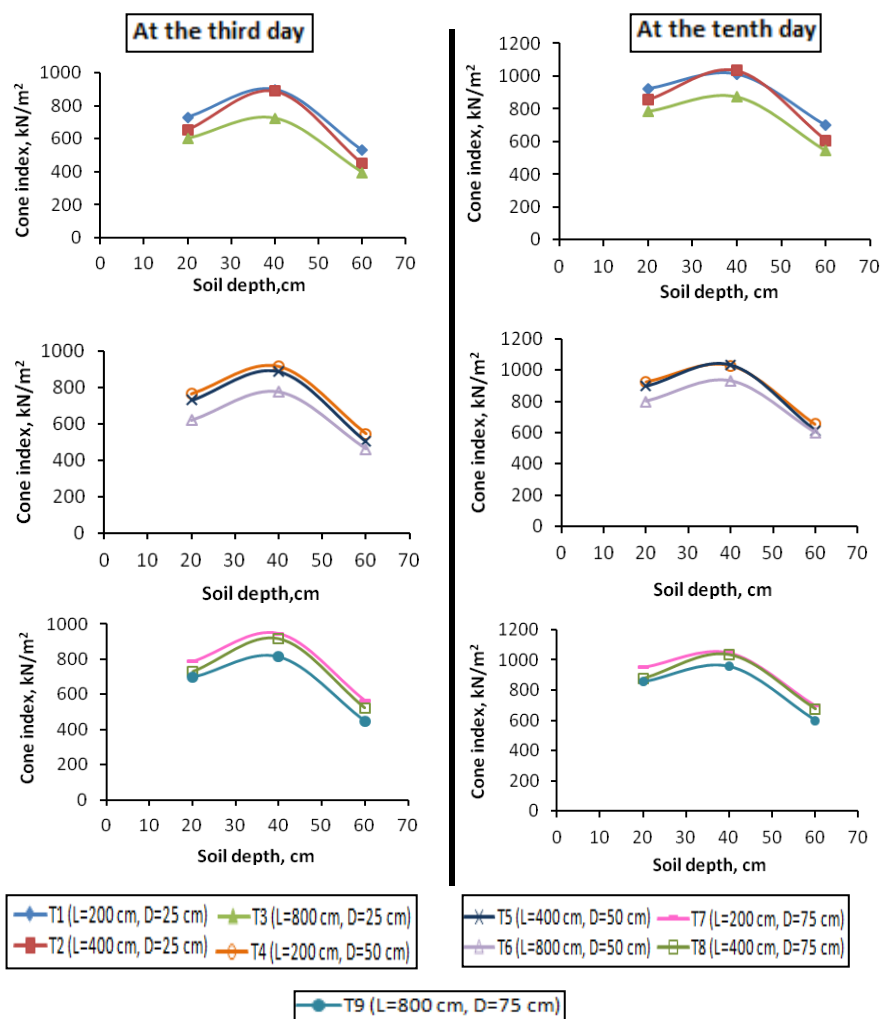 At the third day
At the tenth day
Cone index, kN/m²
1000
800
600
400
200
0
0 10 20 30 40 50 60 70
Soil depth,cm
Cone index, kN/m²
1200
1000
800
600
400
200
0
0 10 20 30 40 50 60 70
Soil depth, cm
Cone index, kN/m²
1000
800
600
400
200
0
0 10 20 30 40 50 60 70
Soil depth,cm
Cone index, kN/m²
1200
1000
800
600
400
200
0
0 10 20 30 40 50 60 70
Soil depth, cm
Cone index, kN/m²
1000
800
600
400
200
0
0 10 20 30 40 50 60 70
Soil depth, cm
Cone index, kN/m²
1200
1000
800
600
400
200
0
0 10 20 30 40 50 60 70
Soil depth, cm
T1 (L=200 cm, D=25 cm) T3 (L=800 cm, D=25 cm)
T2 (L=400 cm, D=25 cm) T4 (L=200 cm, D=50 cm)
T5 (L=400 cm, D=50 cm) T7 (L=200 cm, D=75 cm)
T6 (L=800 cm, D=50 cm) T8 (L=400 cm, D=75 cm)
T9 (L=800 cm, D=75 cm)